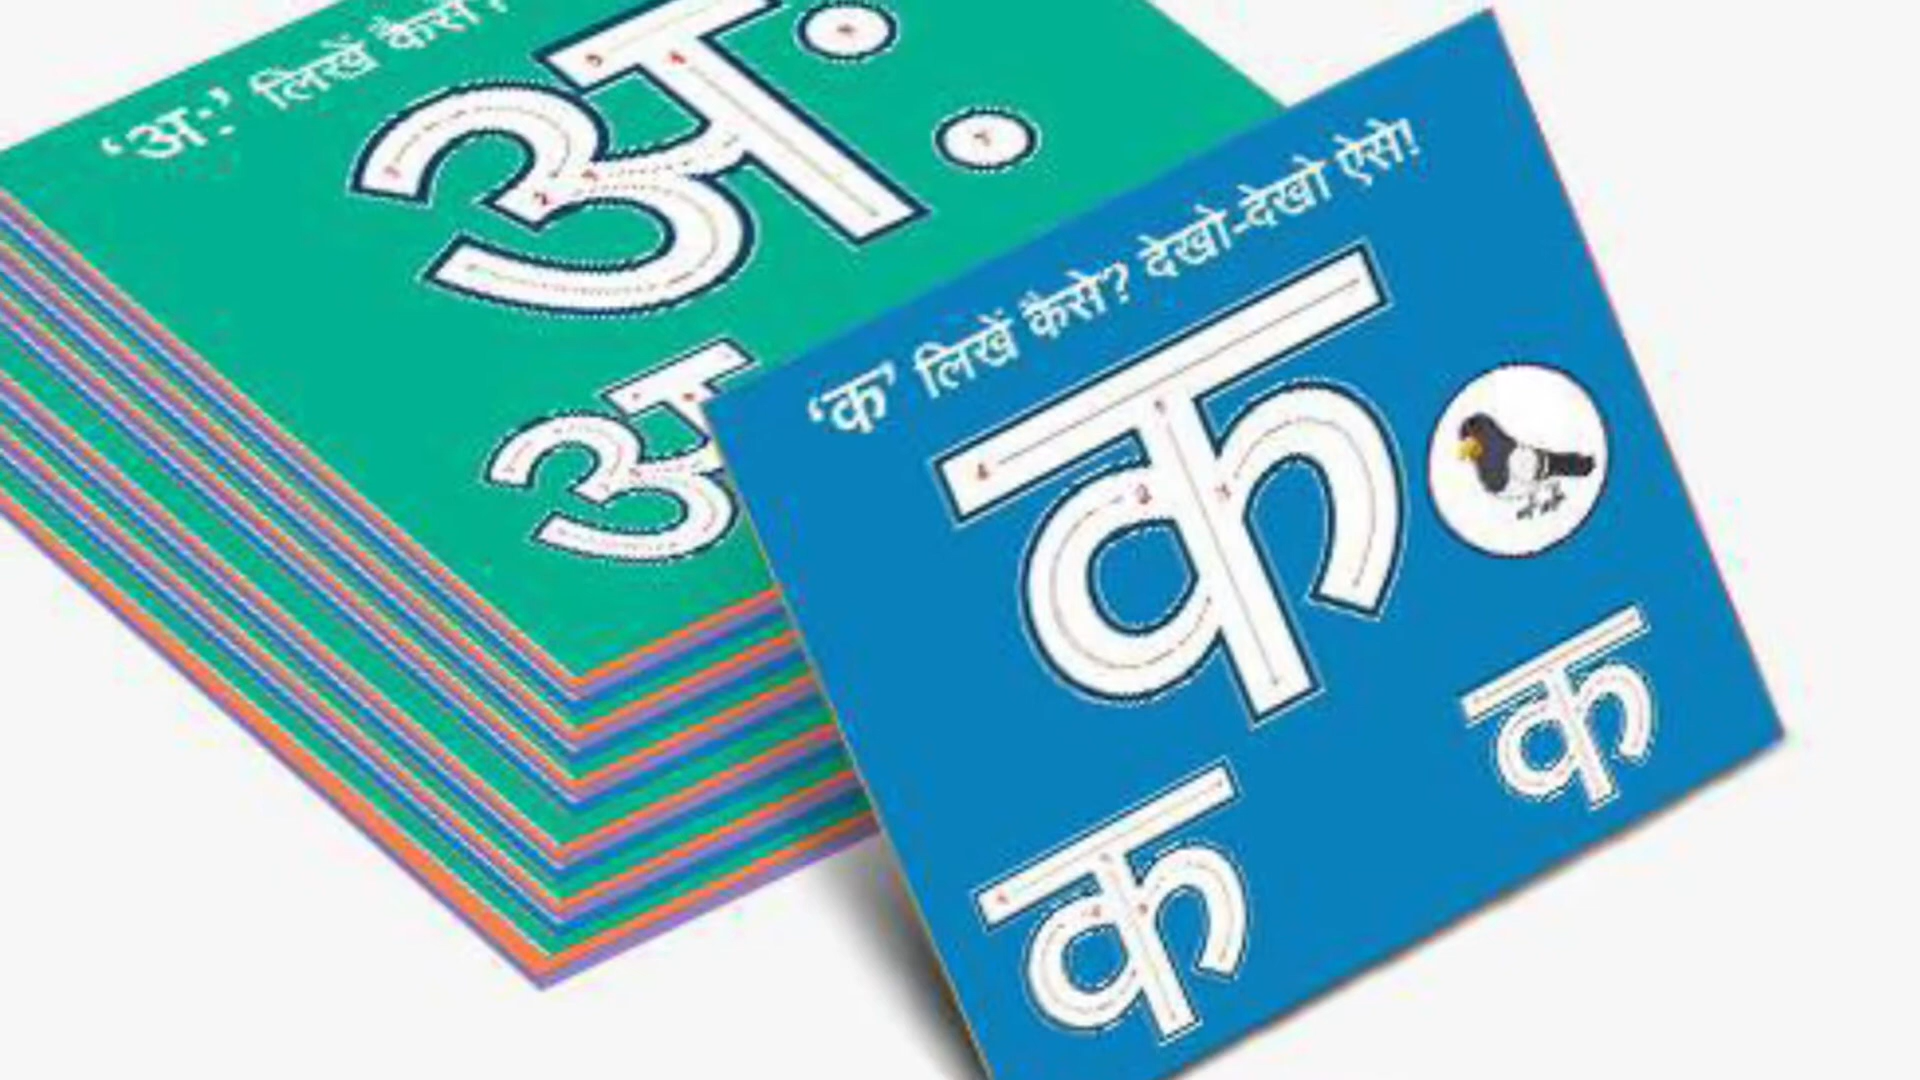 'अः' लिखें कैसे?
अः
अ
'क' लिखें कैसे? देखो-देखो ऐसे!
क
क
क